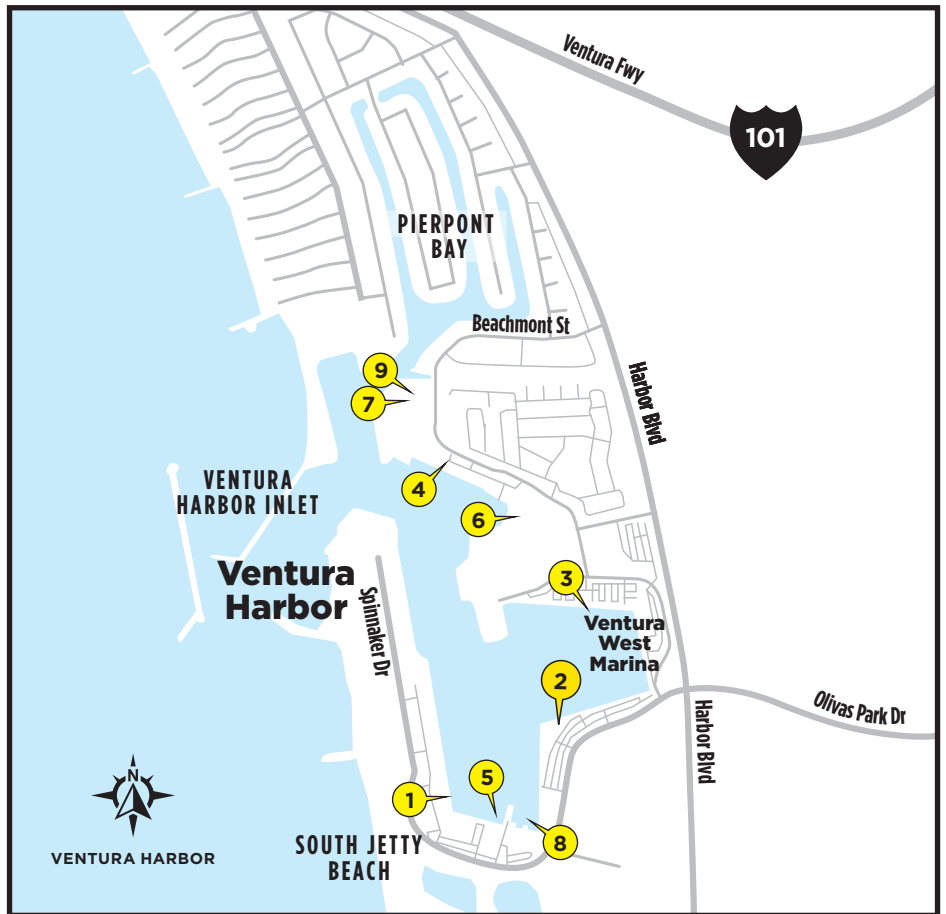 Ventura Fwy
101
PIERPONT
BAY
Beachmont St
Harbor Blvd
9
7
4
VENTURA
HARBOR INLET
6
Ventura
Harbor
Spinnaker Dr
3
Ventura
West
Marina
2
Olivas Park Dr
Harbor Blvd
5
1
8
SOUTH JETTY
BEACH
N
VENTURA HARBOR